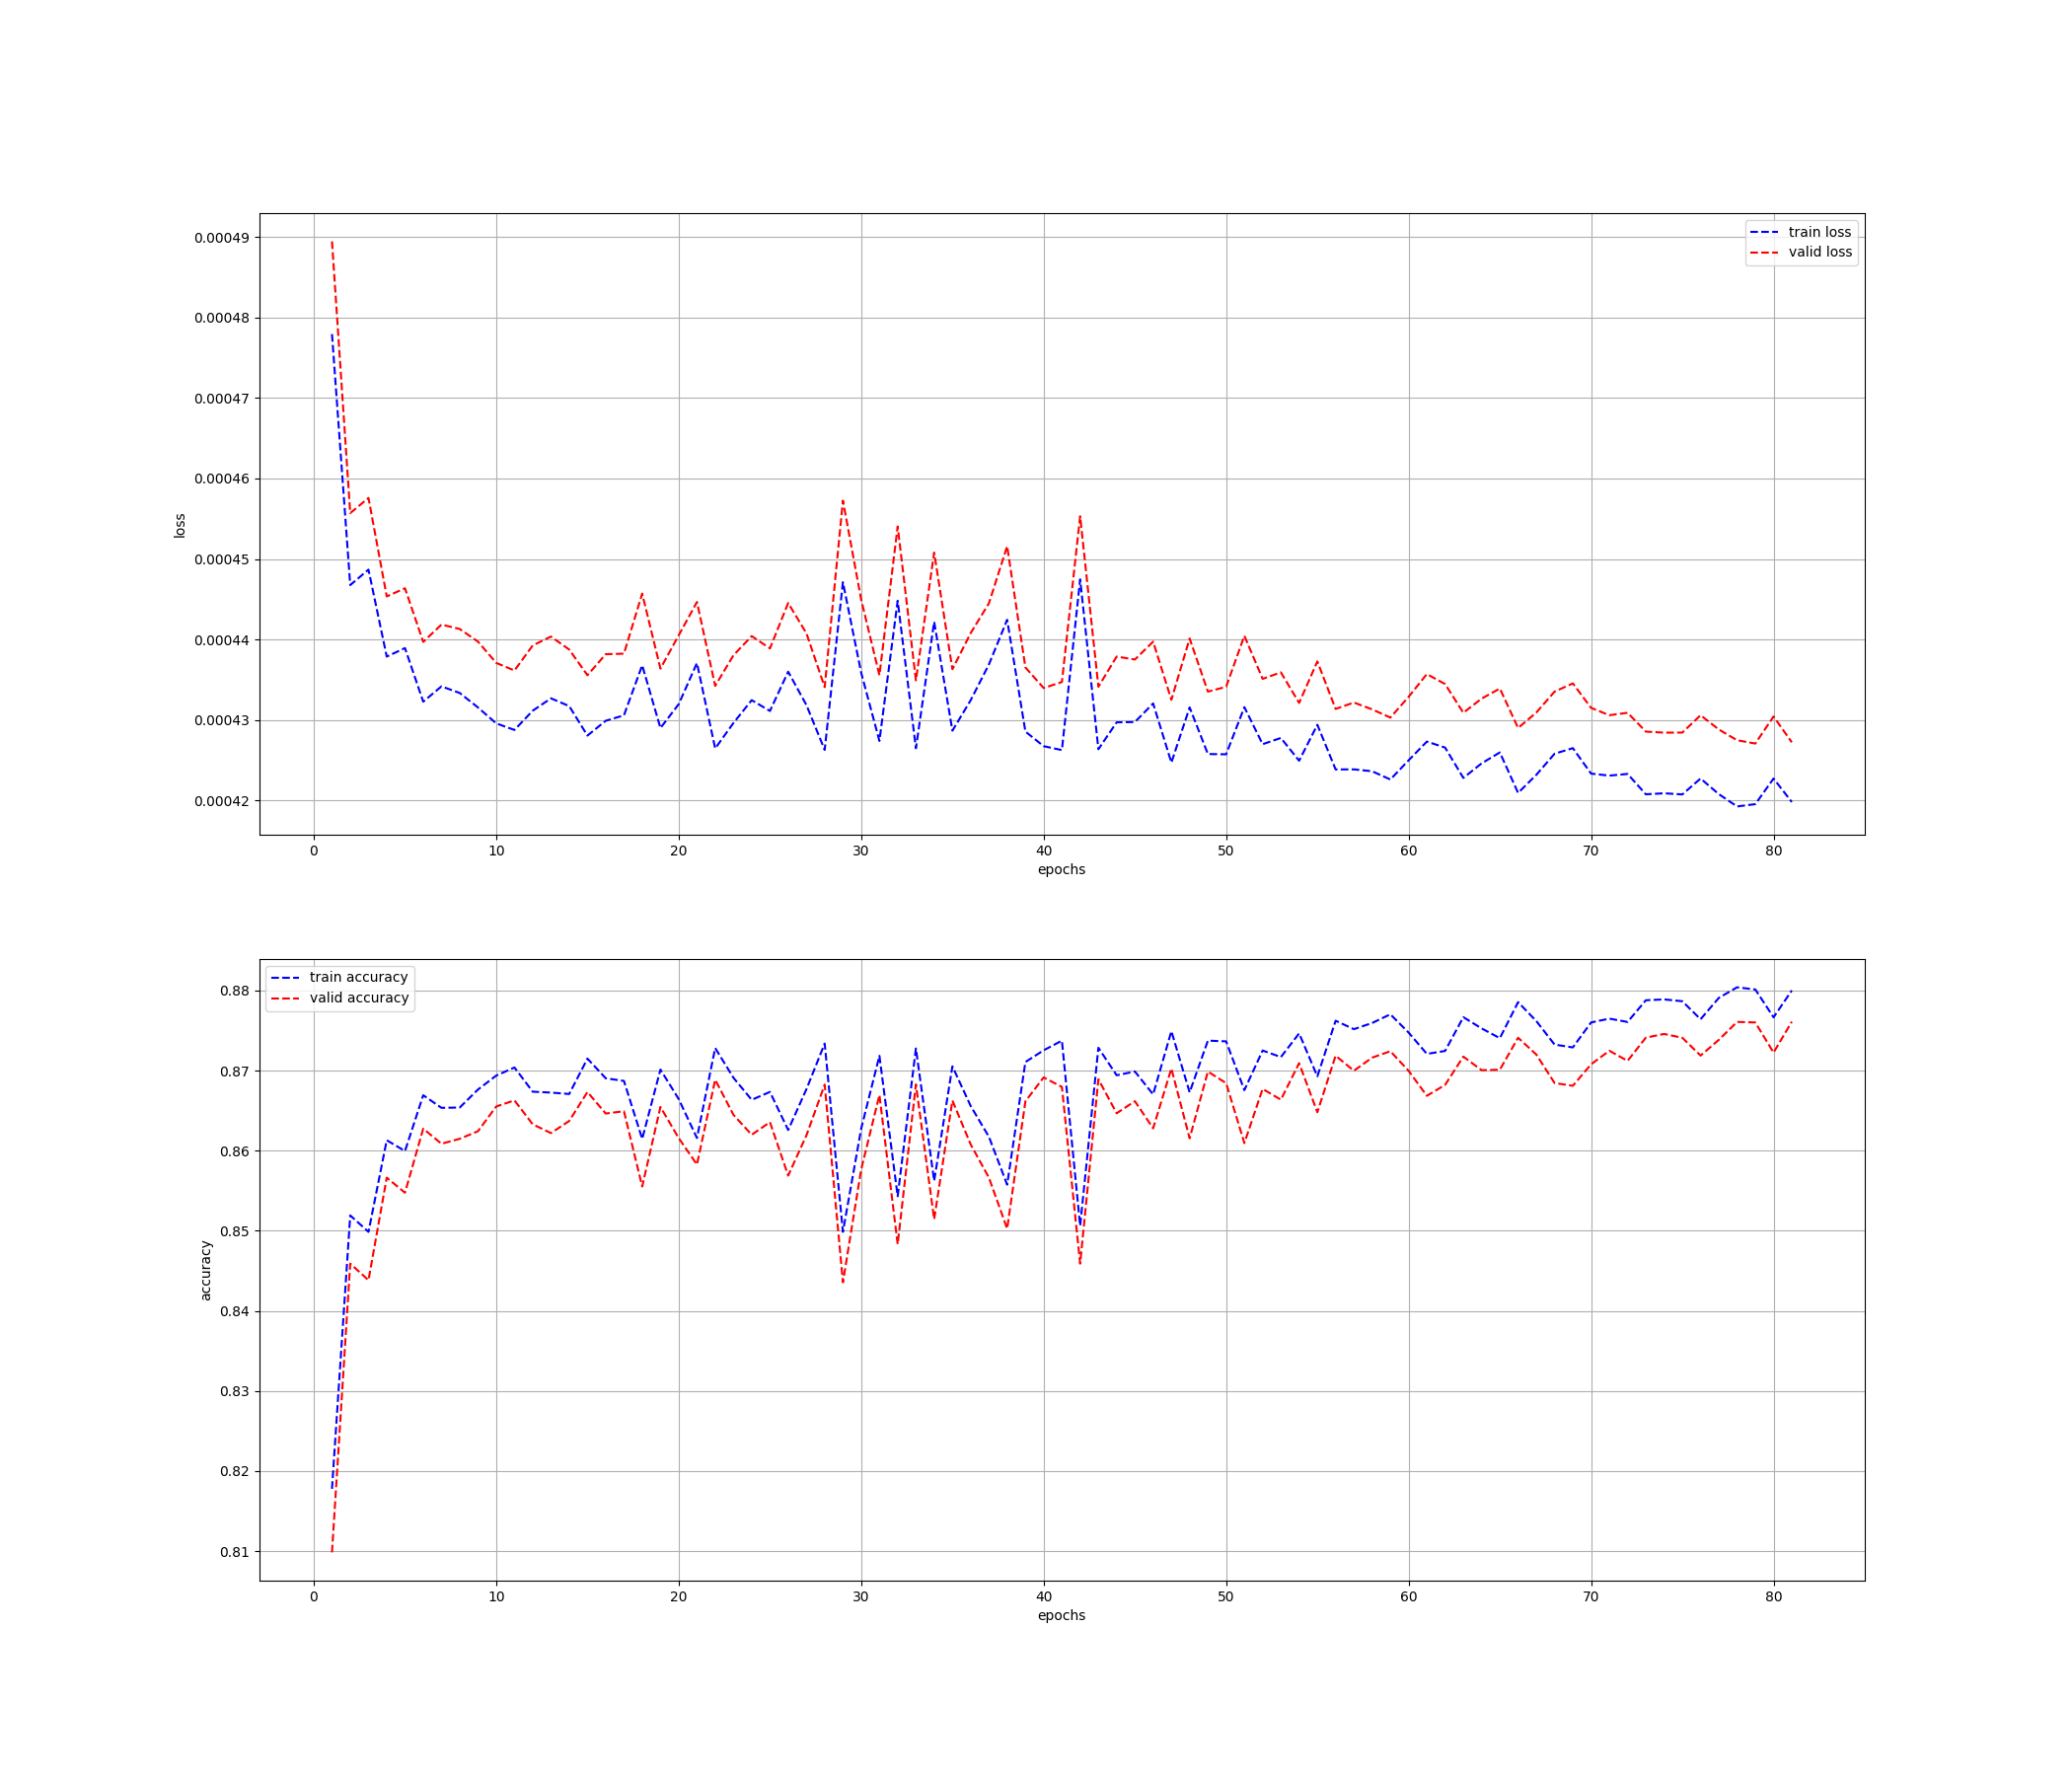 train loss
valid loss
0.00049
0.00048
0.00047
0.00046
0.00045
0.00044
0.00043
0.00042
loss
0 10 20 30 40 50 60 70 80
epochs
train accuracy
valid accuracy
0.88
0.87
0.86
0.85
0.84
0.83
0.82
0.81
accuracy
0 10 20 30 40 50 60 70 80
epochs